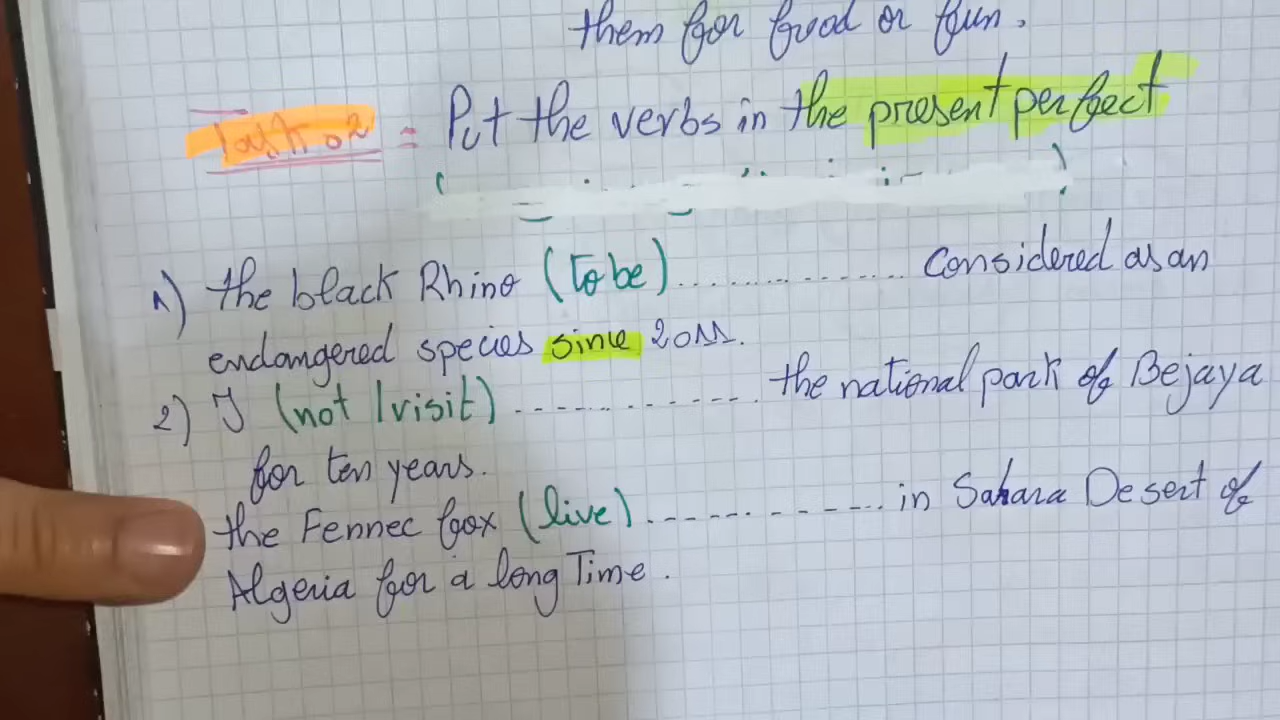 them for food or fun.
Task 02 = Put the verbs in the present perfect
1) the black Rhino (to be) .............. Considered as an
endangered species since 2011.
2) I (not / visit) ------------. the national park of Bejaya
for ten years.
the Fennec fox (live) .----------.. in Sahara Desert of
Algeria for a long Time.